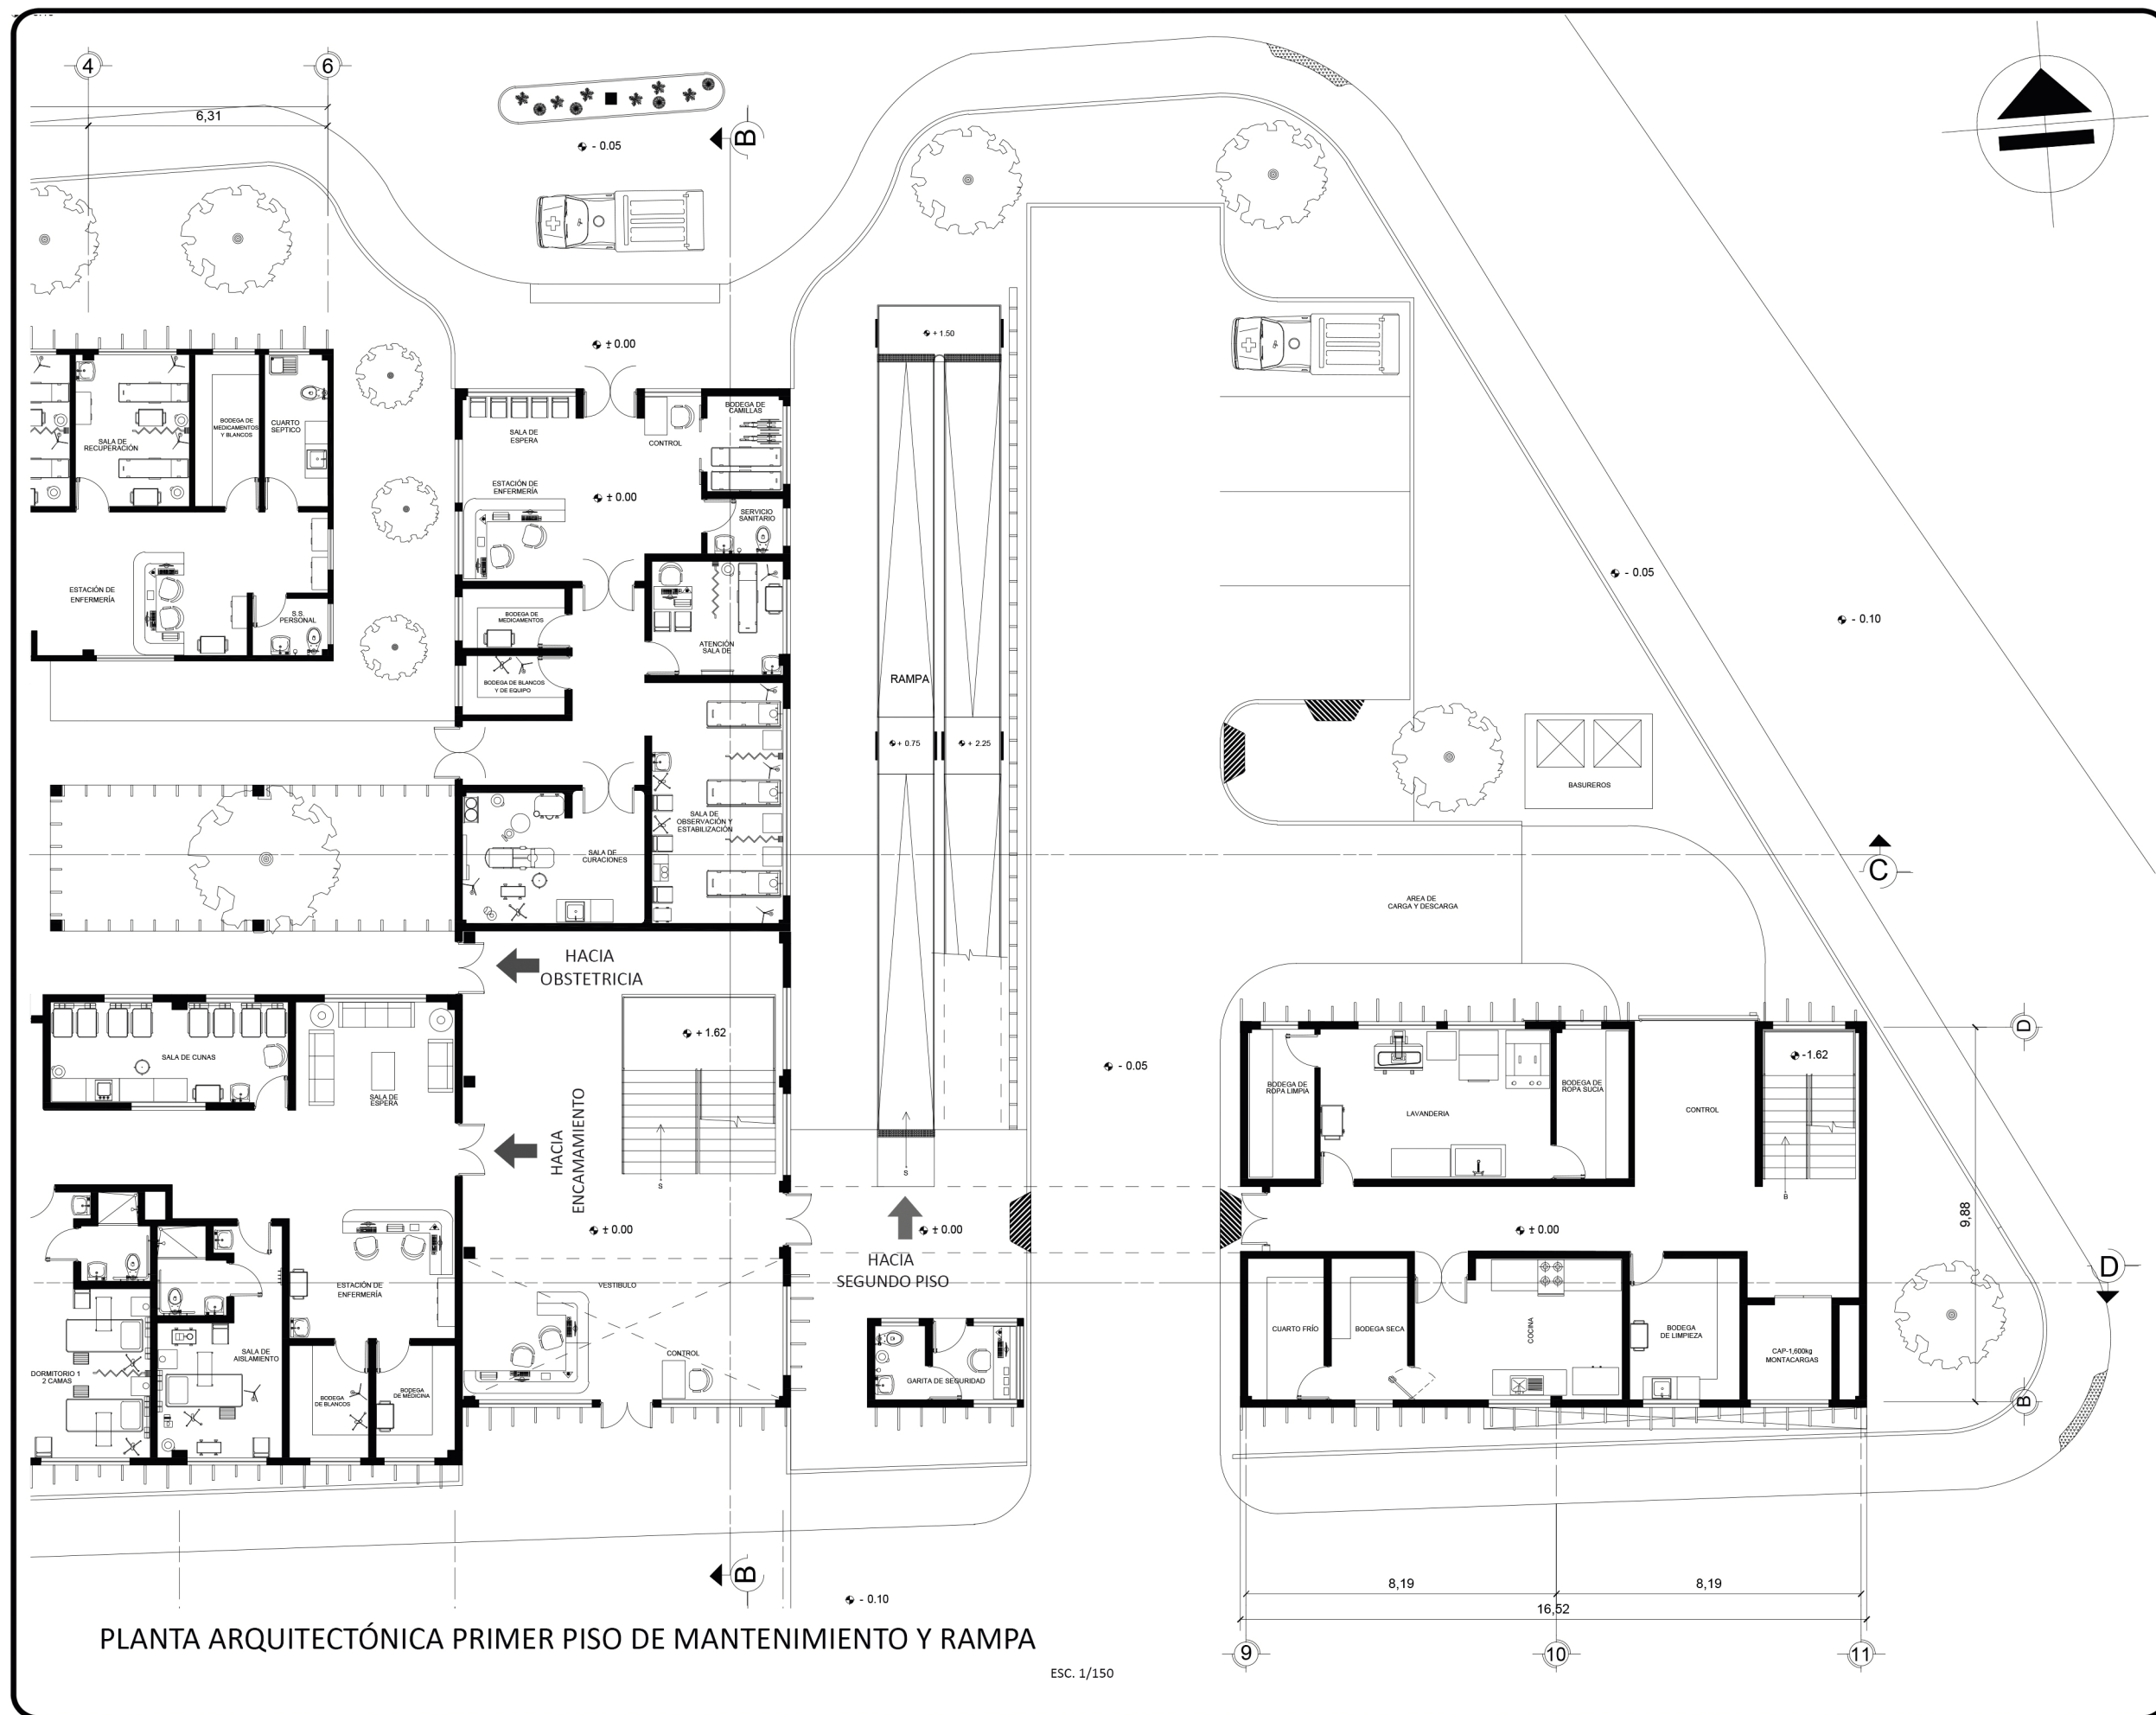 4
6
6,31
- 0.05
B
± 0.00
+ 1.50
SALA DE
RECUPERACIÓN
BODEGA DE
MEDICAMENTOS
Y BLANCOS
CUARTO
SEPTICO
SALA DE
ESPERA
CONTROL
BODEGA DE
CAMILLAS
ESTACIÓN DE
ENFERMERÍA
± 0.00
SERVICIO
SANITARIO
ESTACIÓN DE
ENFERMERÍA
S.S.
PERSONAL
BODEGA DE
MEDICAMENTOS
ATENCIÓN
SALA DE
BODEGA DE BLANCOS
Y DE EQUIPO
RAMPA
+ 0.75
+ 2.25
- 0.05
- 0.10
BASUREROS
SALA DE
OBSERVACIÓN Y
ESTABILIZACIÓN
SALA DE
CURACIONES
C
AREA DE
CARGA Y DESCARGA
HACIA
OBSTETRICIA
+ 1.62
SALA DE CUNAS
SALA DE
ESPERA
HACIA
ENCAMAMIENTO
S
S
- 0.05
BODEGA DE
ROPA LIMPIA
LAVANDERIA
BODEGA DE
ROPA SUCIA
CONTROL
-1.62
B
D
9,88
± 0.00
± 0.00
± 0.00
HACIA
SEGUNDO PISO
VESTIBULO
ESTACIÓN DE
ENFERMERÍA
CONTROL
GARITA DE SEGURIDAD
SALA DE
AISLAMIENTO
DORMITORIO 1
2 CAMAS
BODEGA
DE BLANCOS
BODEGA
DE MEDICINA
CUARTO FRÍO
BODEGA SECA
COCINA
BODEGA
DE LIMPIEZA
CAP-1,600kg
MONTACARGAS
D
B
B
- 0.10
8,19
8,19
16,52
9
10
11
PLANTA ARQUITECTÓNICA PRIMER PISO DE MANTENIMIENTO Y RAMPA
ESC. 1/150